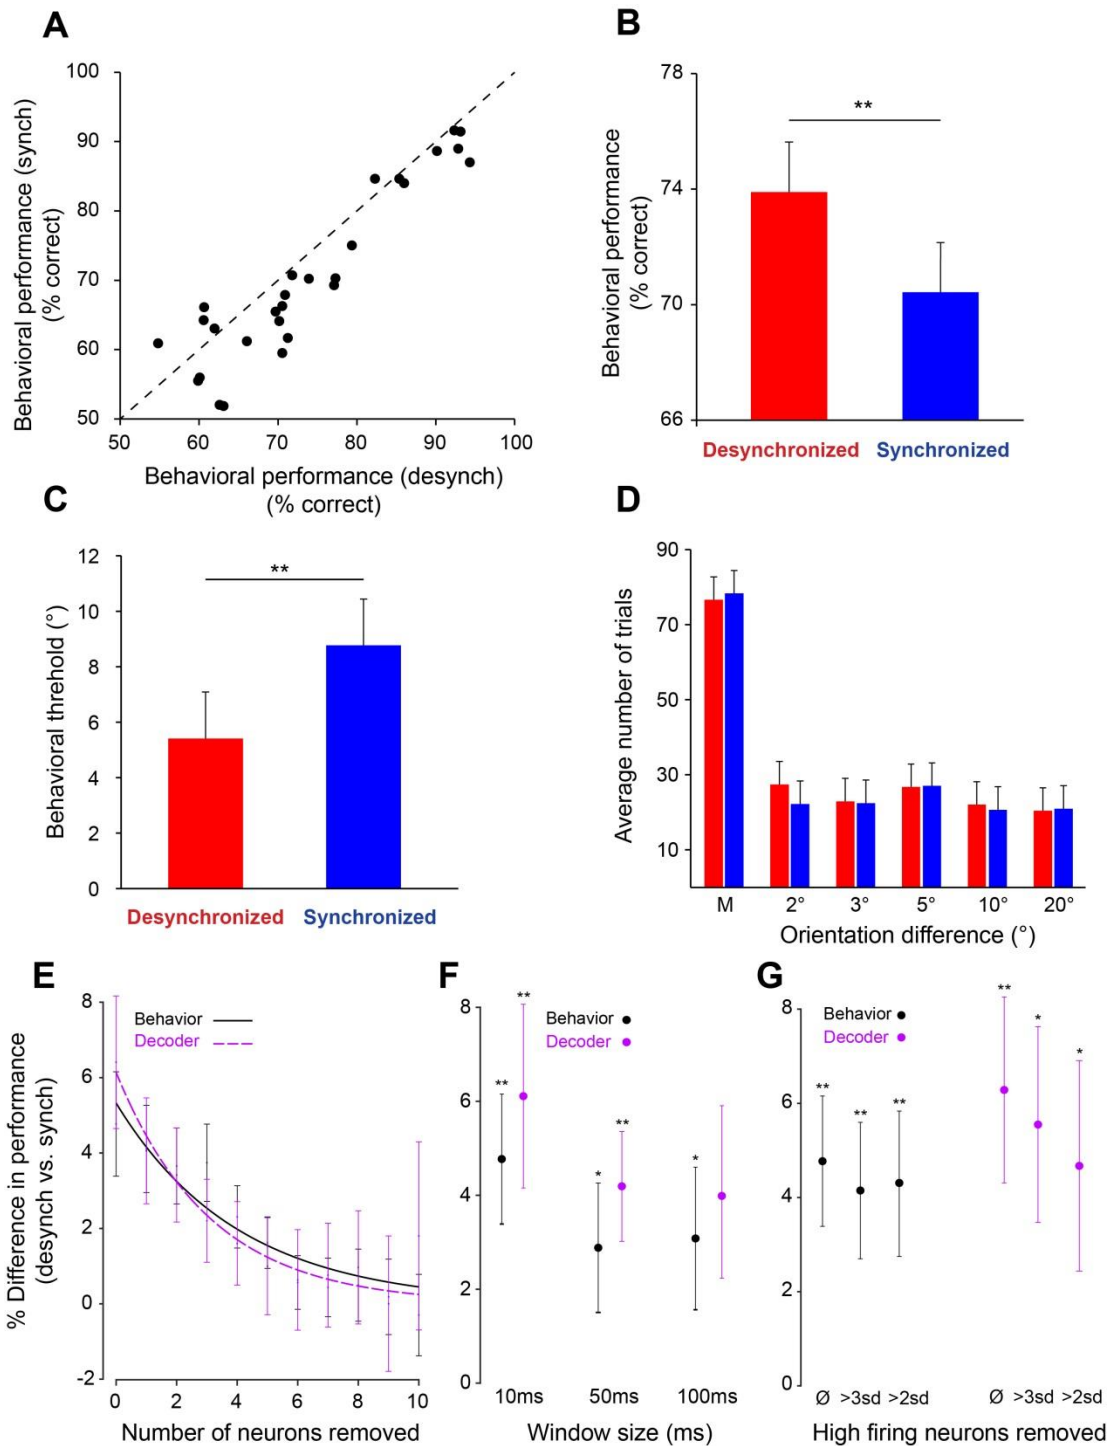 A
Behavioral performance (synch)
(% correct)
100
90
80
70
60
50
50 60 70 80 90 100
Behavioral performance (desynch)
(% correct)
B
Behavioral performance
(% correct)
78
74
70
66
**
Desynchronized Synchronized
C
Behavioral threhold (°)
12
10
8
6
4
2
0
**
Desynchronized Synchronized
D
Average number of trials
90
70
50
30
10
M 2° 3° 5° 10° 20°
Orientation difference (°)
E
% Difference in performance
(desynch vs. synch)
8
6
4
2
0
-2
Behavior
Decoder
0 2 4 6 8 10
Number of neurons removed
F
8
6
4
2
0
Behavior
Decoder
** ** * ** *
10ms 50ms 100ms
Window size (ms)
G
8
6
4
2
0
Behavior
Decoder
** ** ** ** * *
Ø >3sd >2sd Ø >3sd >2sd
High firing neurons removed